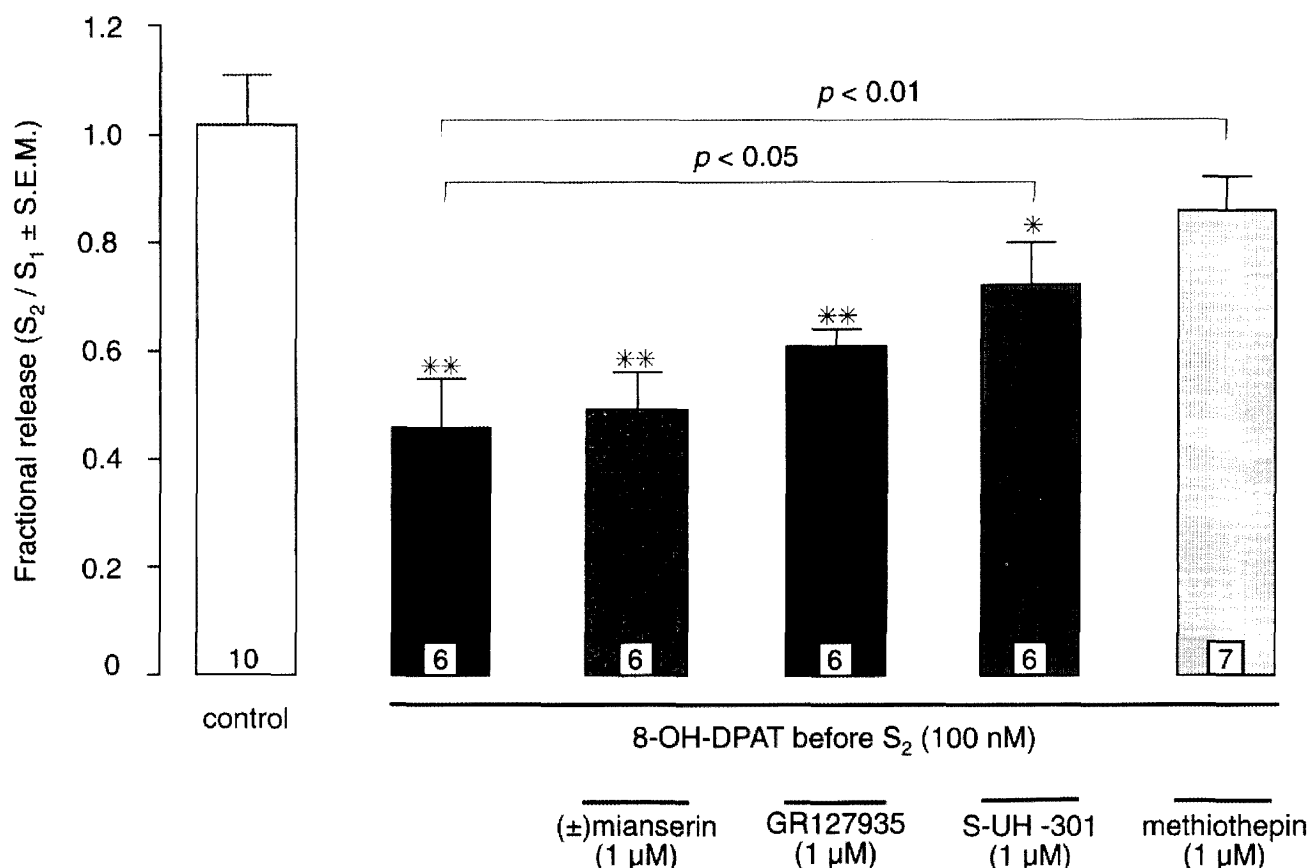 Fractional release (S₂ / S₁ ± S.E.M.)
1.2
1.0
0.8
0.6
0.4
0.2
0
p < 0.01
p < 0.05
**
**
**
*
10
6
6
6
6
7
control
8-OH-DPAT before S₂ (100 nM)
(±)mianserin
(1 µM)
GR127935
(1 µM)
S-UH -301
(1 µM)
methiothepin
(1 µM)